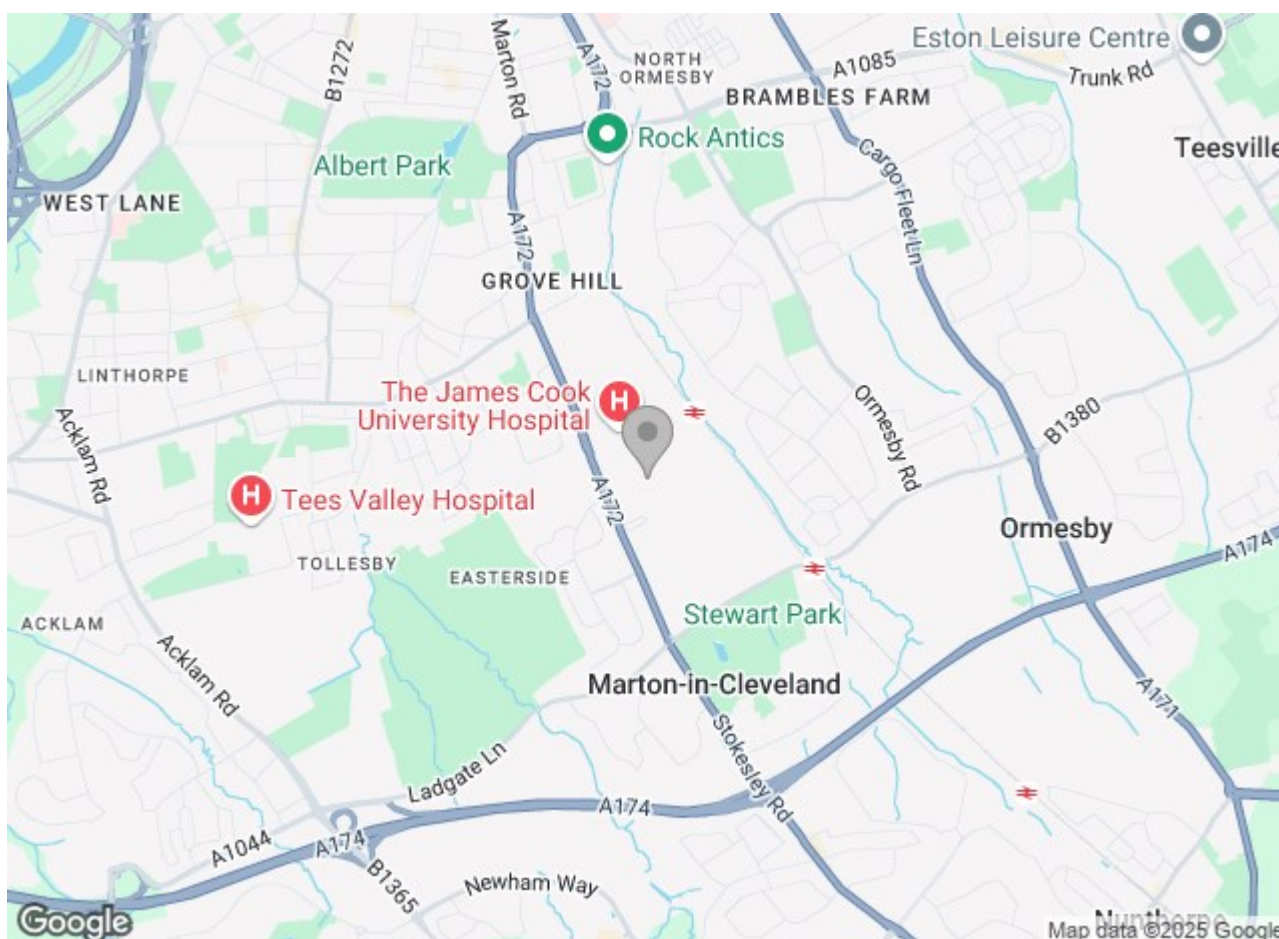 Eston Leisure Centre
Marton Rd
A172
NORTH
ORMESBY
A1085
Trunk Rd
B1272
BRAMBLES FARM
Rock Antics
Teesville
Albert Park
Cargo Fleet Ln
WEST LANE
A172
GROVE HILL
LINTHORPE
The James Cook
University Hospital
H
Acklam Rd
Ormesby Rd
B1380
H
Tees Valley Hospital
A172
Ormesby
TOLLESBY
EASTERSIDE
A174
Stewart Park
ACKLAM
Acklam Rd
Marton-in-Cleveland
A171
Stokesley Rd
Ladgate Ln
A174
A1044
A174
B1365
Newham Way
Nunthorpe
Google
Map data ©2025 Google